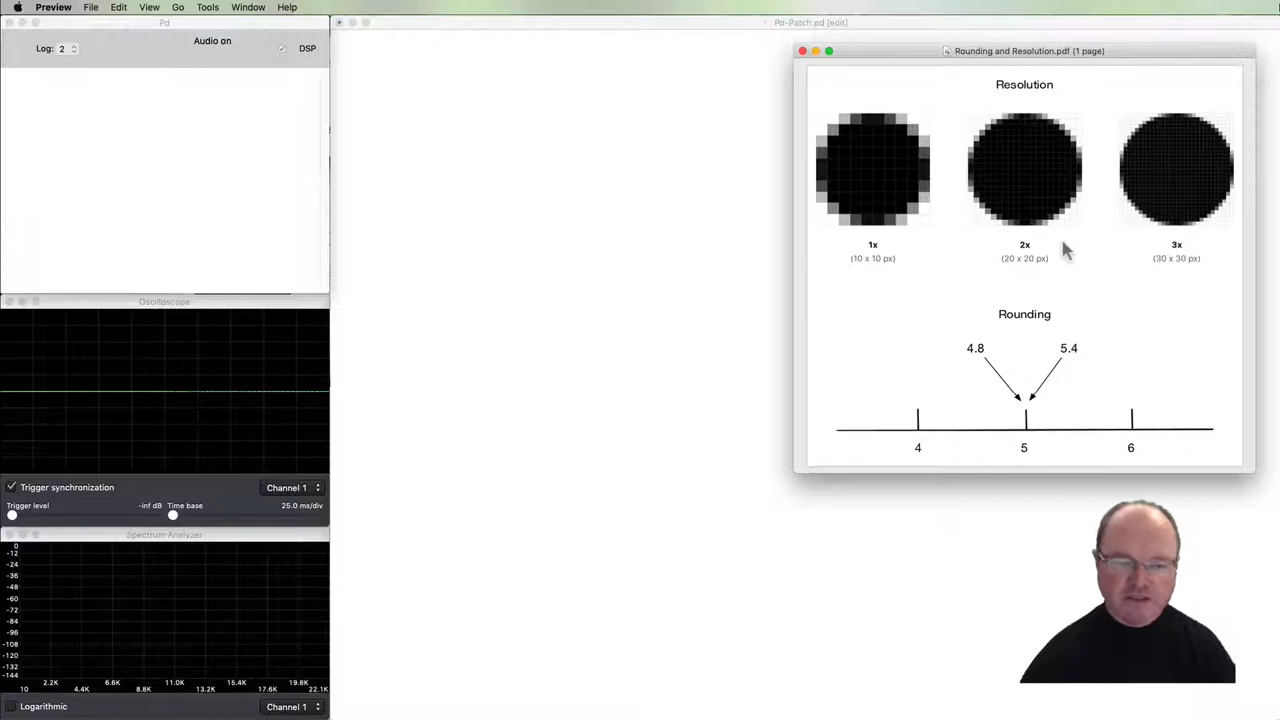 Preview File Edit View Go Tools Window Help
Pd
Log: 2
Audio on
DSP
Pd-Patch.pd [edit]
Rounding and Resolution.pdf (1 page)
Resolution
1x 2x 3x
(10 x 10 px) (20 x 20 px) (30 x 30 px)
Rounding
4.8 5.4
4 5 6
Oscilloscope
Trigger synchronization Channel 1
Trigger level -inf dB Time base 25.0 ms/div
Spectrum Analyzer
0
-12
-24
-36
-48
-60
-72
-84
-96
-108
-120
-132
-144
2.2K 6.6K 11.0K 15.4K 19.8K
10 4.4K 8.8K 13.2K 17.6K 22.1K
Logarithmic Channel 1